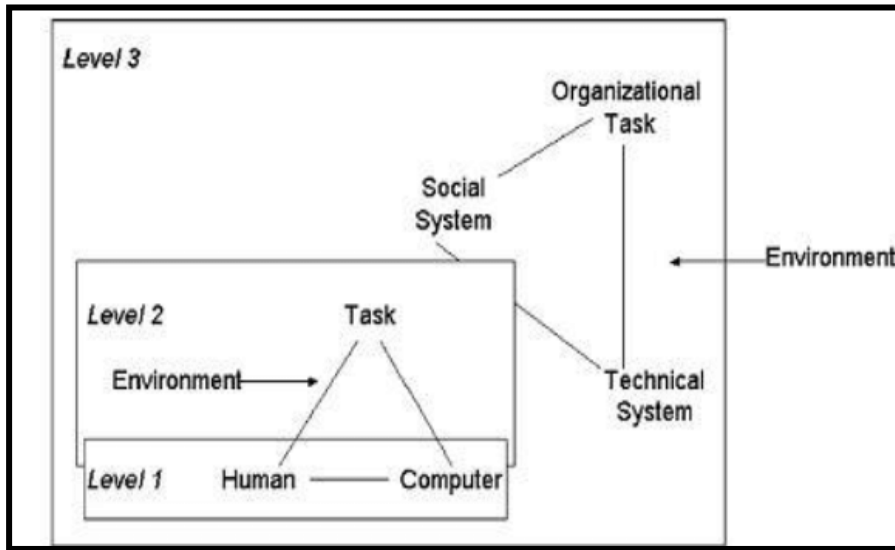 Level 3
Organizational
Task
Social
System
Environment
Level 2
Task
Environment
Technical
System
Level 1
Human
Computer